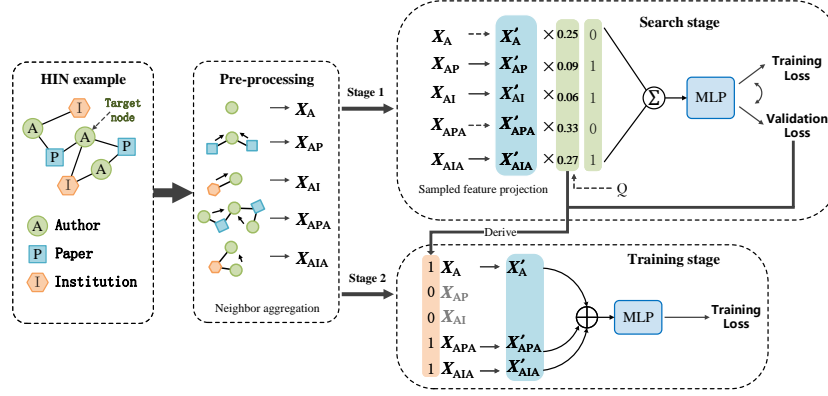 HIN example
Target
node
I
A
A
P
P
A
I
A Author
P Paper
I Institution
Pre-processing
X_A
X_AP
X_AI
X_APA
X_AIA
Neighbor aggregation
Stage 1
Stage 2
Search stage
X_A X'_A × 0.25 0
X_AP X'_AP × 0.09 1
X_AI X'_AI × 0.06 1
X_APA X'_APA × 0.33 0
X_AIA X'_AIA × 0.27 1
Sampled feature projection
Q
Σ
MLP
Training
Loss
Validation
Loss
Derive
Training stage
1 X_A X'_A
0 X_AP
0 X_AI
1 X_APA X'_APA
1 X_AIA X'_AIA
MLP
Training
Loss